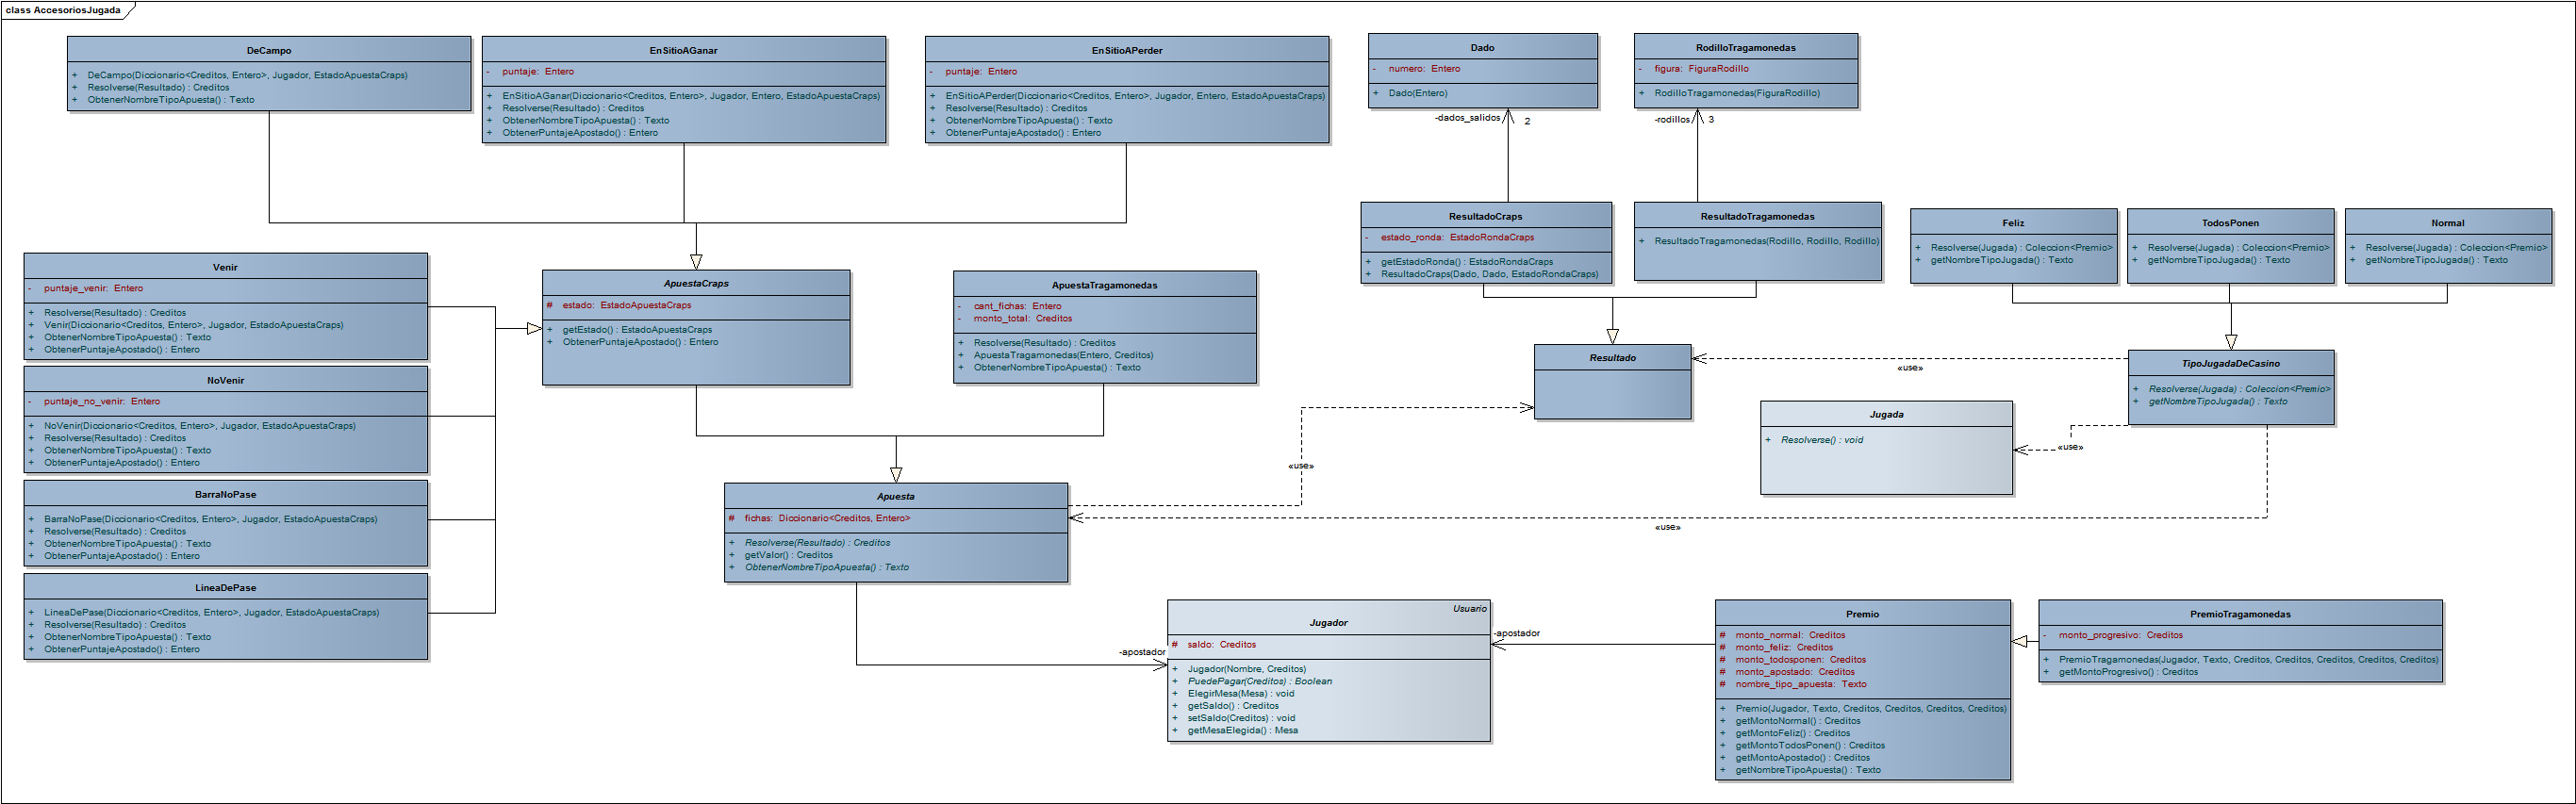 class AccesoriosJugada
DeCampo
+ DeCampo(Diccionario<Creditos, Entero>, Jugador, EstadoApuestaCraps)
+ Resolverse(Resultado) : Creditos
+ ObtenerNombreTipoApuesta() : Texto
EnSitioAGanar
- puntaje: Entero
+ EnSitioAGanar(Diccionario<Creditos, Entero>, Jugador, Entero, EstadoApuestaCraps)
+ Resolverse(Resultado) : Creditos
+ ObtenerNombreTipoApuesta() : Texto
+ ObtenerPuntajeApostado() : Entero
EnSitioAPerder
- puntaje: Entero
+ EnSitioAPerder(Diccionario<Creditos, Entero>, Jugador, Entero, EstadoApuestaCraps)
+ Resolverse(Resultado) : Creditos
+ ObtenerNombreTipoApuesta() : Texto
+ ObtenerPuntajeApostado() : Entero
Dado
- numero: Entero
+ Dado(Entero)
RodilloTragamonedas
- figura: FiguraRodillo
+ RodilloTragamonedas(FiguraRodillo)
-dados_salidos
2
-rodillos
3
ResultadoCraps
- estado_ronda: EstadoRondaCraps
+ getEstadoRonda() : EstadoRondaCraps
+ ResultadoCraps(Dado, Dado, EstadoRondaCraps)
ResultadoTragamonedas
+ ResultadoTragamonedas(Rodillo, Rodillo, Rodillo)
Feliz
+ Resolverse(Jugada) : Coleccion<Premio>
+ getNombreTipoJugada() : Texto
TodosPonen
+ Resolverse(Jugada) : Coleccion<Premio>
+ getNombreTipoJugada() : Texto
Normal
+ Resolverse(Jugada) : Coleccion<Premio>
+ getNombreTipoJugada() : Texto
Venir
- puntaje_venir: Entero
+ Resolverse(Resultado) : Creditos
+ Venir(Diccionario<Creditos, Entero>, Jugador, EstadoApuestaCraps)
+ ObtenerNombreTipoApuesta() : Texto
+ ObtenerPuntajeApostado() : Entero
ApuestaCraps
# estado: EstadoApuestaCraps
+ getEstado() : EstadoApuestaCraps
+ ObtenerPuntajeApostado() : Entero
ApuestaTragamonedas
- cant_fichas: Entero
- monto_total: Creditos
+ Resolverse(Resultado) : Creditos
+ ApuestaTragamonedas(Entero, Creditos)
+ ObtenerNombreTipoApuesta() : Texto
Resultado
«use»
TipoJugadaDeCasino
+ Resolverse(Jugada) : Coleccion<Premio>
+ getNombreTipoJugada() : Texto
NoVenir
- puntaje_no_venir: Entero
+ NoVenir(Diccionario<Creditos, Entero>, Jugador, EstadoApuestaCraps)
+ Resolverse(Resultado) : Creditos
+ ObtenerNombreTipoApuesta() : Texto
+ ObtenerPuntajeApostado() : Entero
Jugada
+ Resolverse() : void
«use»
«use»
BarraNoPase
+ BarraNoPase(Diccionario<Creditos, Entero>, Jugador, EstadoApuestaCraps)
+ Resolverse(Resultado) : Creditos
+ ObtenerNombreTipoApuesta() : Texto
+ ObtenerPuntajeApostado() : Entero
Apuesta
# fichas: Diccionario<Creditos, Entero>
+ Resolverse(Resultado) : Creditos
+ getValor() : Creditos
+ ObtenerNombreTipoApuesta() : Texto
«use»
LineaDePase
+ LineaDePase(Diccionario<Creditos, Entero>, Jugador, EstadoApuestaCraps)
+ Resolverse(Resultado) : Creditos
+ ObtenerNombreTipoApuesta() : Texto
+ ObtenerPuntajeApostado() : Entero
-apostador
Usuario
Jugador
# saldo: Creditos
+ Jugador(Nombre, Creditos)
+ PuedePagar(Creditos) : Boolean
+ ElegirMesa(Mesa) : void
+ getSaldo() : Creditos
+ setSaldo(Creditos) : void
+ getMesaElegida() : Mesa
-apostador
Premio
# monto_normal: Creditos
# monto_feliz: Creditos
# monto_todosponen: Creditos
# monto_apostado: Creditos
# nombre_tipo_apuesta: Texto
+ Premio(Jugador, Texto, Creditos, Creditos, Creditos, Creditos)
+ getMontoNormal() : Creditos
+ getMontoFeliz() : Creditos
+ getMontoTodosPonen() : Creditos
+ getMontoApostado() : Creditos
+ getNombreTipoApuesta() : Texto
PremioTragamonedas
- monto_progresivo: Creditos
+ PremioTragamonedas(Jugador, Texto, Creditos, Creditos, Creditos, Creditos, Creditos)
+ getMontoProgresivo() : Creditos